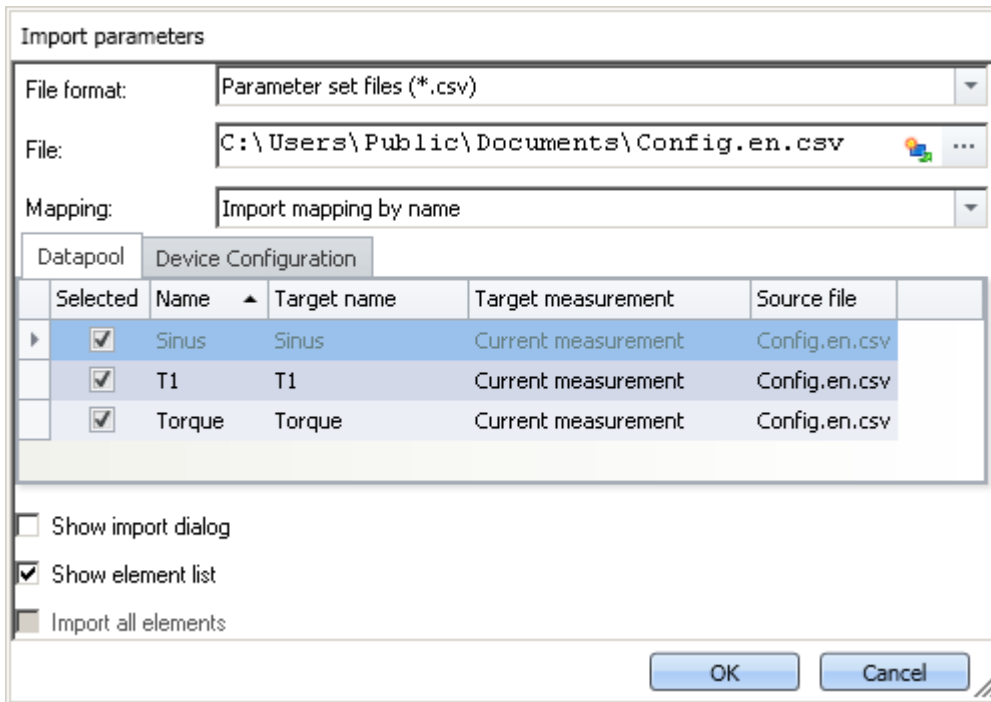 Import parameters
File format: Parameter set files (*.csv)
File: C:\Users\Public\Documents\Config.en.csv ...
Mapping: Import mapping by name
Datapool Device Configuration
Selected Name Target name Target measurement Source file
Sinus Sinus Current measurement Config.en.csv
T1 T1 Current measurement Config.en.csv
Torque Torque Current measurement Config.en.csv
Show import dialog
Show element list
Import all elements
OK Cancel